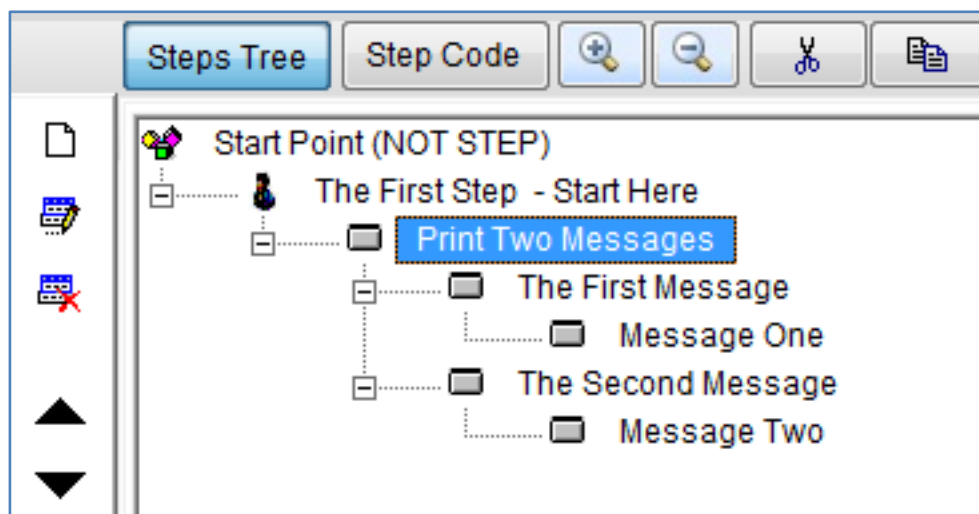 Steps Tree Step Code
Start Point (NOT STEP)
The First Step - Start Here
Print Two Messages
The First Message
Message One
The Second Message
Message Two